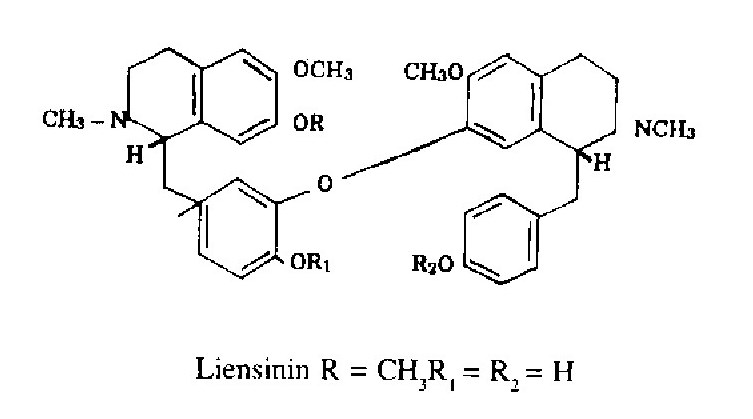 OCH₃ CH₃O
CH₃ – N OR NCH₃
H H
O
OR₁ R₂O
Liensinin R = CH₃R₁ = R₂ = H